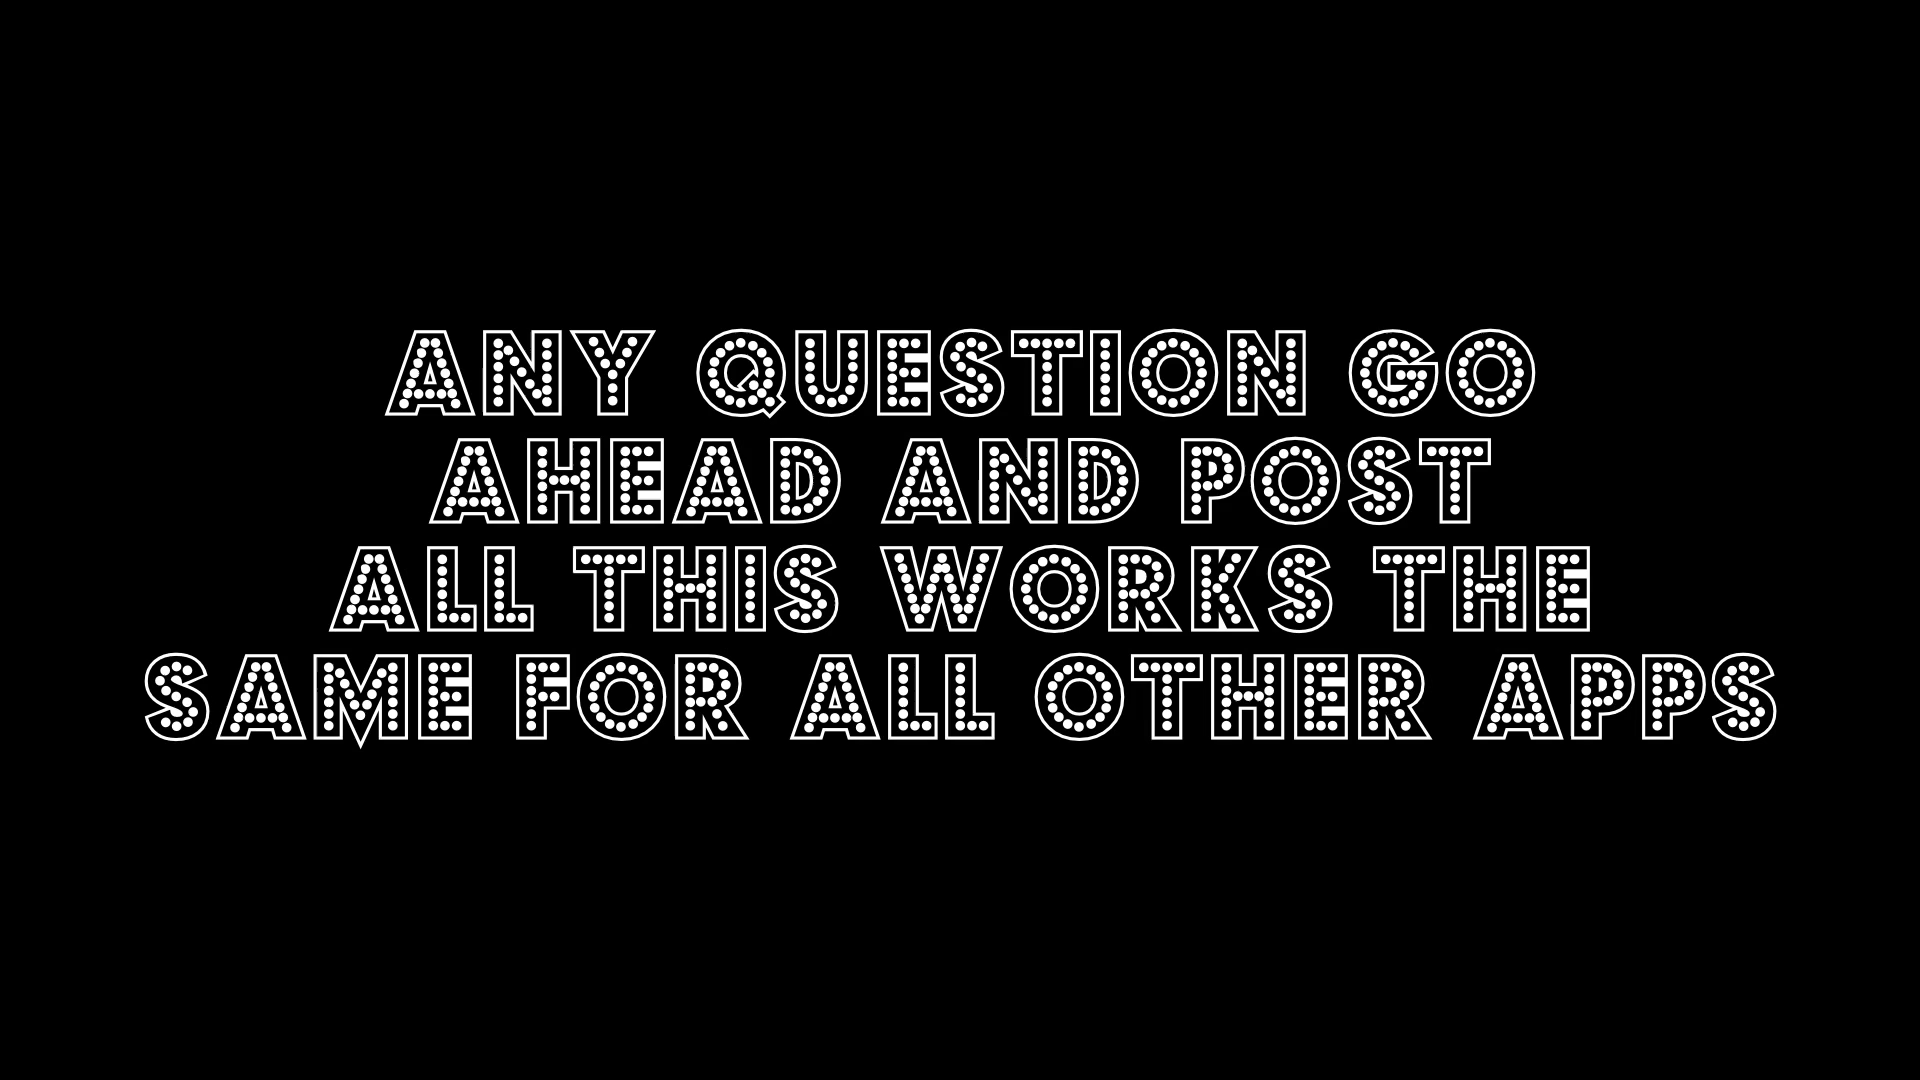 ANY QUESTION GO
AHEAD AND POST
ALL THIS WORKS THE
SAME FOR ALL OTHER APPS